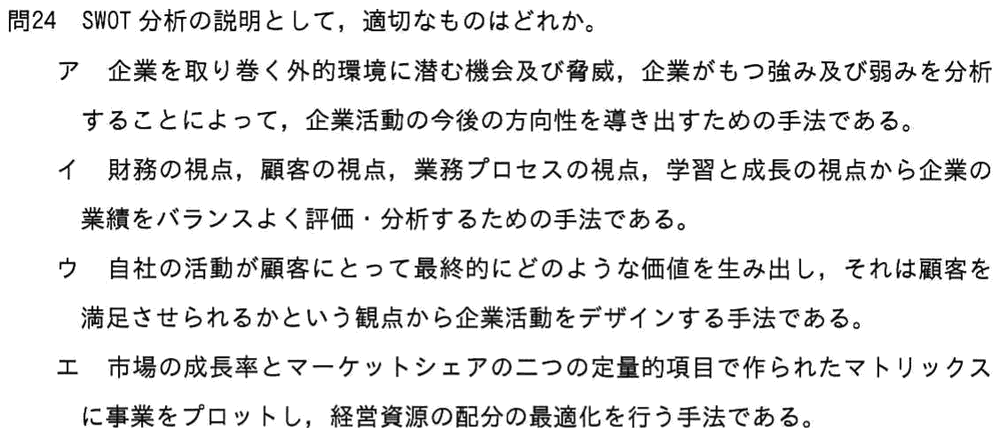 問24 SWOT分析の説明として，適切なものはどれか。
ア 企業を取り巻く外的環境に潜む機会及び脅威，企業がもつ強み及び弱みを分析
することによって，企業活動の今後の方向性を導き出すための手法である。
イ 財務の視点，顧客の視点，業務プロセスの視点，学習と成長の視点から企業の
業績をバランスよく評価・分析するための手法である。
ウ 自社の活動が顧客にとって最終的にどのような価値を生み出し，それは顧客を
満足させられるかという観点から企業活動をデザインする手法である。
エ 市場の成長率とマーケットシェアの二つの定量的項目で作られたマトリックス
に事業をプロットし，経営資源の配分の最適化を行う手法である。